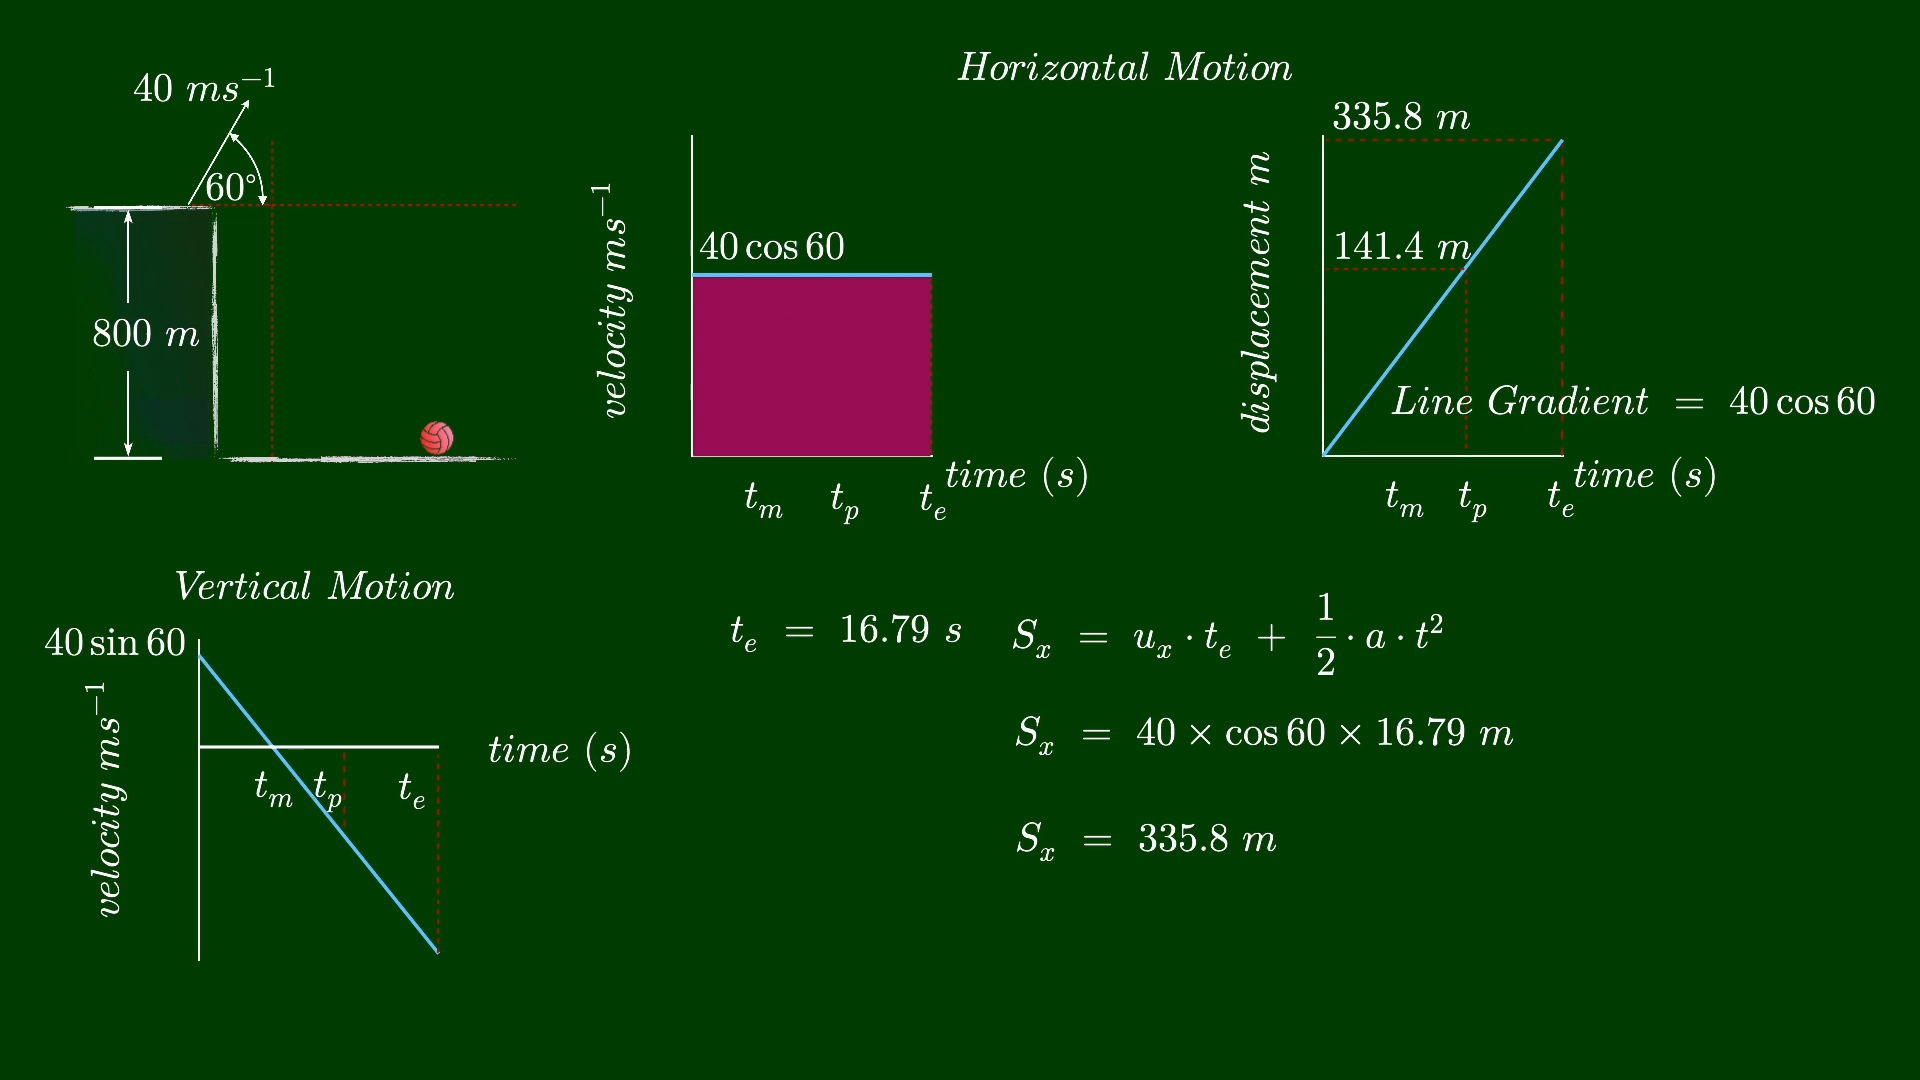 Horizontal Motion
40 ms⁻¹
60°
800 m
velocity ms⁻¹
40 cos 60
t_m t_p t_e time (s)
displacement m
335.8 m
141.4 m
Line Gradient = 40 cos 60
t_m t_p t_e time (s)
Vertical Motion
40 sin 60
velocity ms⁻¹
time (s)
t_m t_p t_e
t_e = 16.79 s
S_x = u_x · t_e + 1/2 · a · t²
S_x = 40 × cos 60 × 16.79 m
S_x = 335.8 m